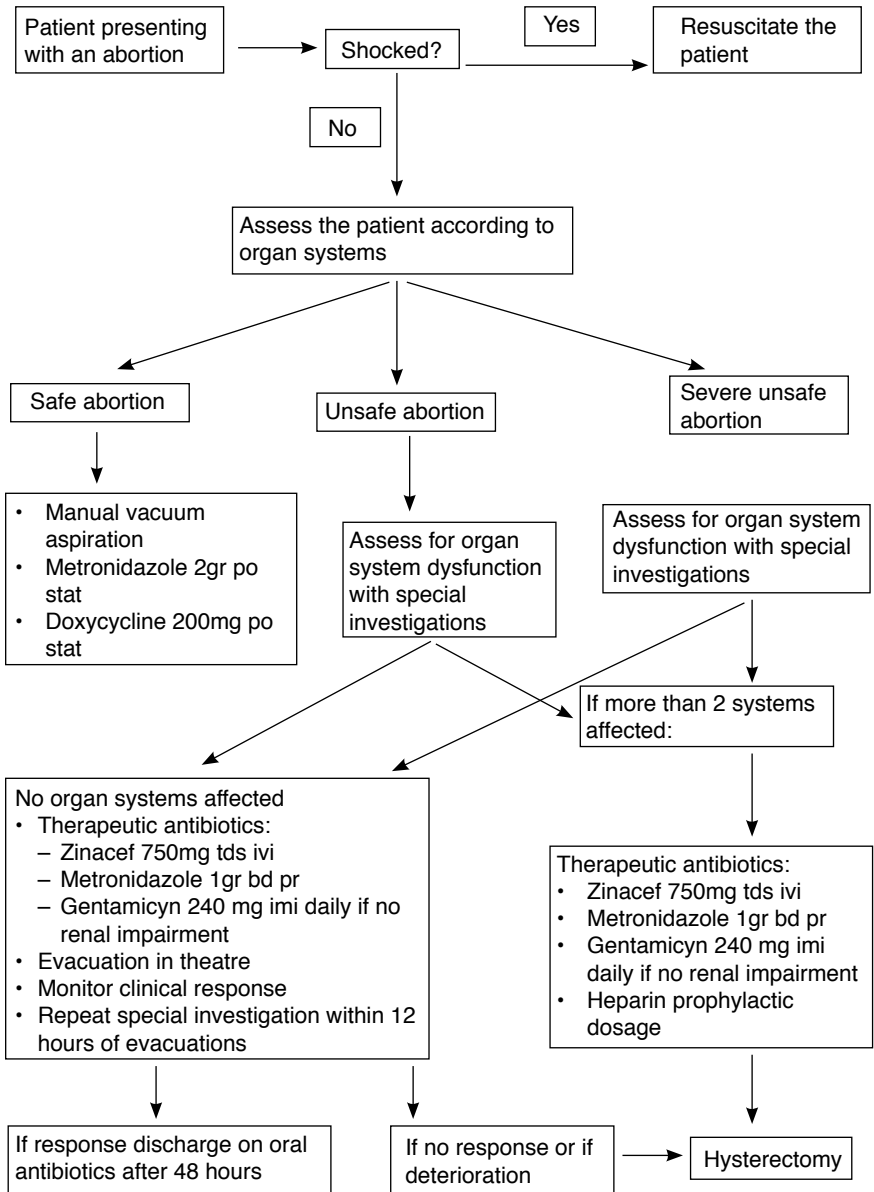 Patient presenting
with an abortion
Shocked?
Yes
Resuscitate the
patient
No
Assess the patient according to
organ systems
Safe abortion
Unsafe abortion
Severe unsafe
abortion
• Manual vacuum
aspiration
• Metronidazole 2gr po
stat
• Doxycycline 200mg po
stat
Assess for organ
system dysfunction
with special
investigations
Assess for organ system
dysfunction with special
investigations
If more than 2 systems
affected:
No organ systems affected
• Therapeutic antibiotics:
– Zinacef 750mg tds ivi
– Metronidazole 1gr bd pr
– Gentamicyn 240 mg imi daily if no
renal impairment
• Evacuation in theatre
• Monitor clinical response
• Repeat special investigation within 12
hours of evacuations
Therapeutic antibiotics:
• Zinacef 750mg tds ivi
• Metronidazole 1gr bd pr
• Gentamicyn 240 mg imi
daily if no renal impairment
• Heparin prophylactic
dosage
If response discharge on oral
antibiotics after 48 hours
If no response or if
deterioration
Hysterectomy